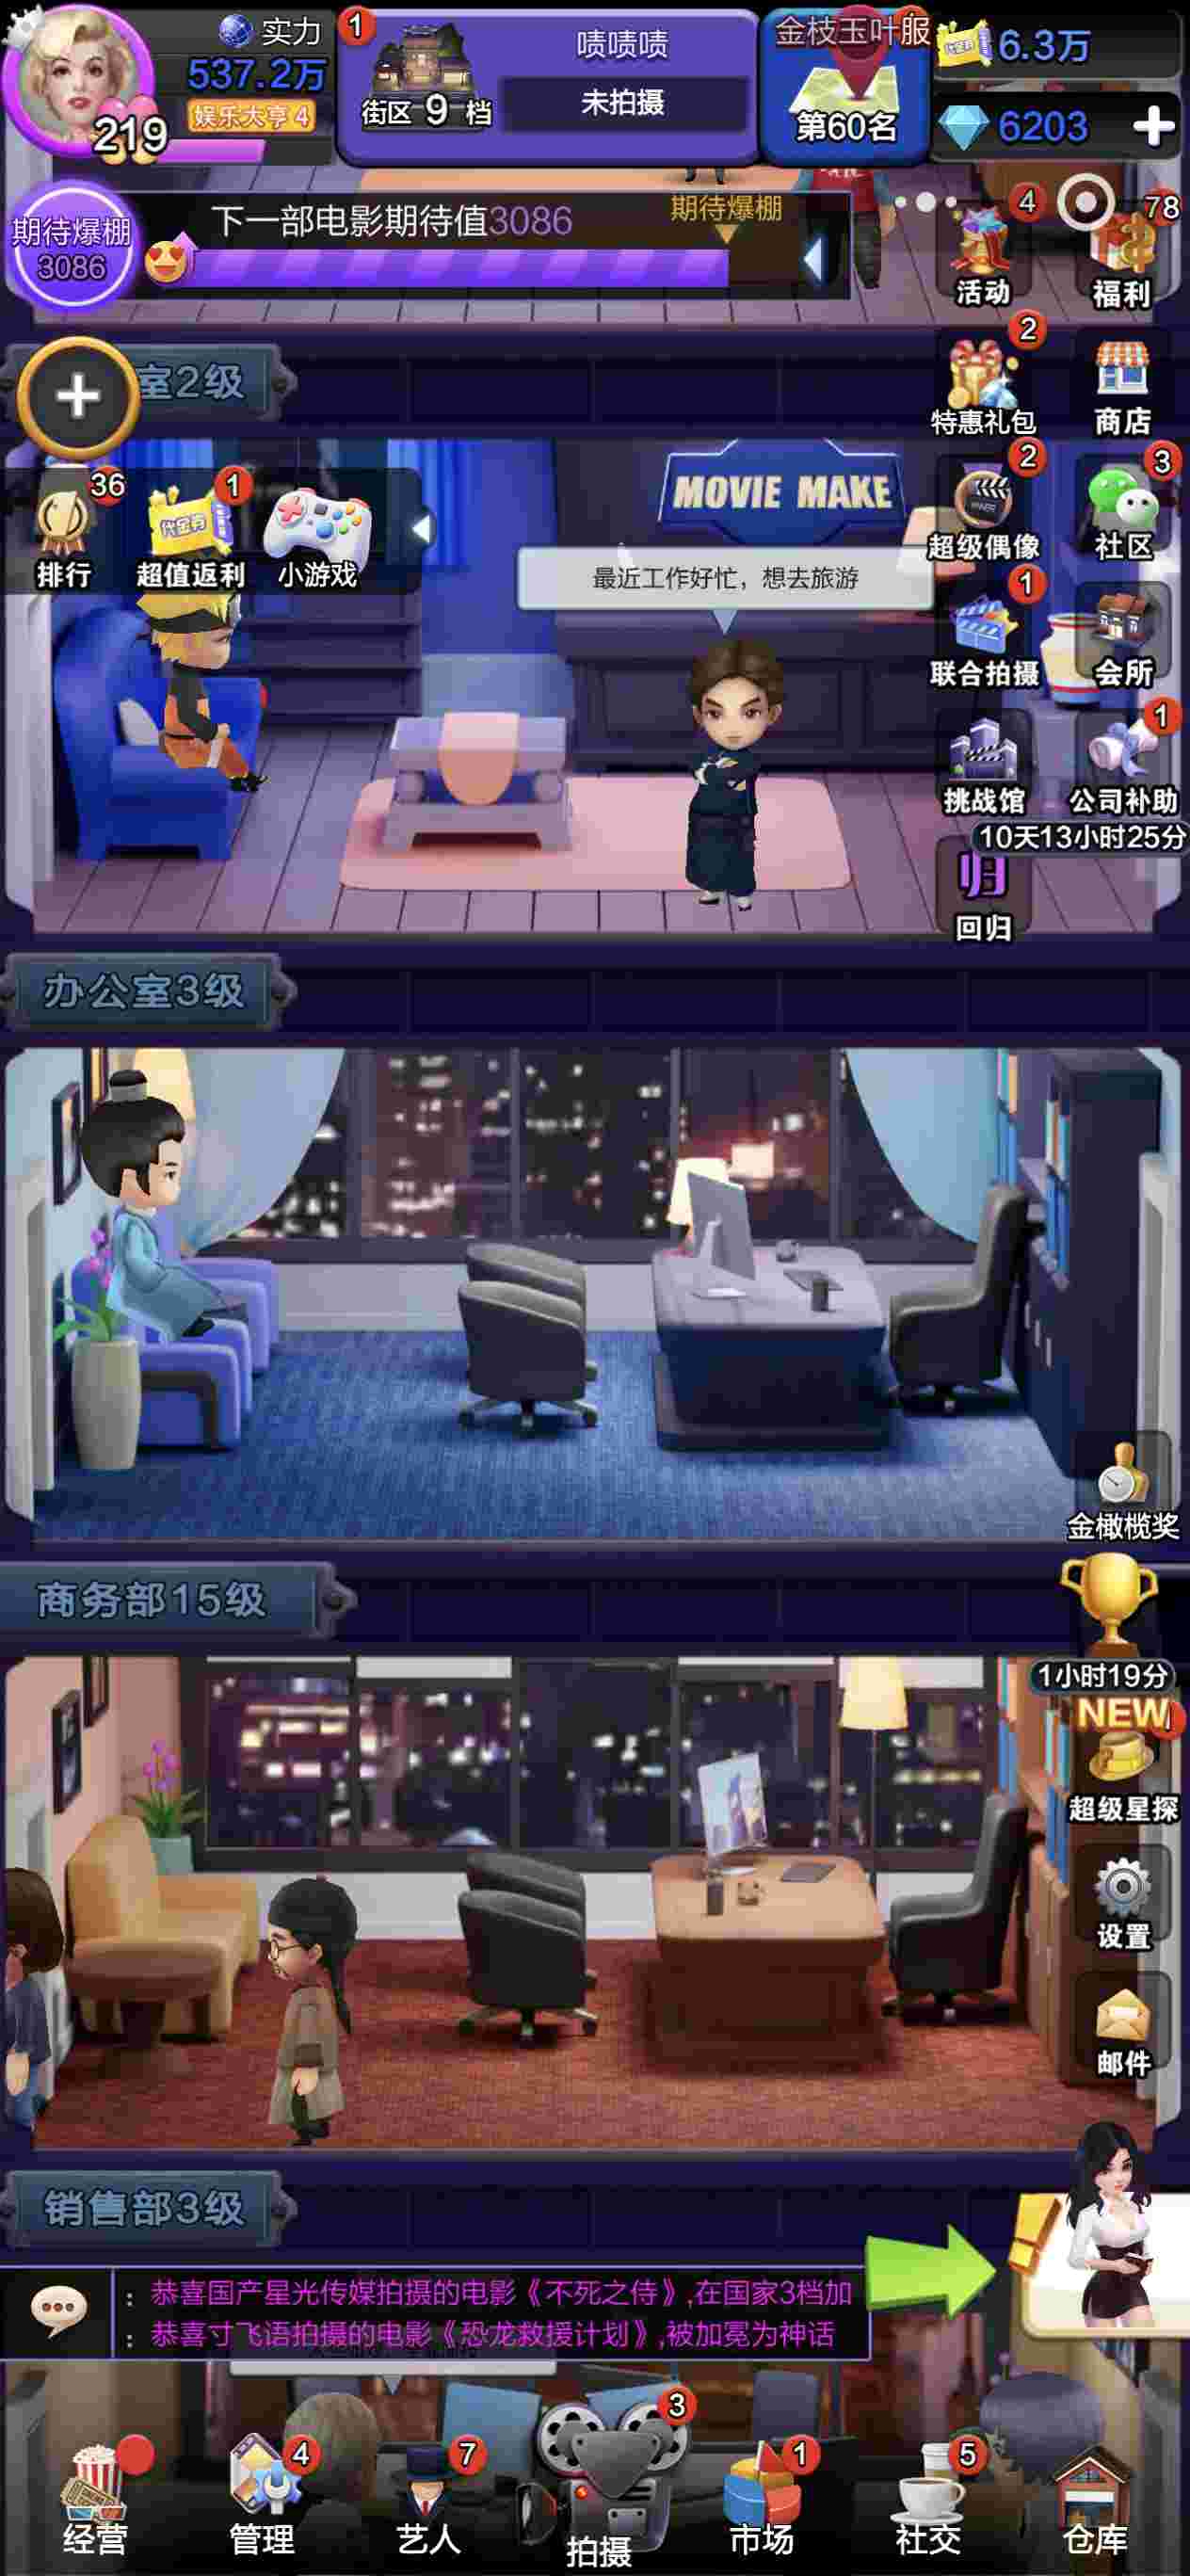 实力
537.2万
娱乐大亨 4
219
1
街区 9 档
啧啧啧
未拍摄
金枝玉叶服
第60名
6.3万
6203
期待爆棚
3086
下一部电影期待值3086
期待爆棚
4
活动
78
福利
室2级
2
特惠礼包
商店
36
排行
1
代金券
超值返利
小游戏
MOVIE MAKE
最近工作好忙，想去旅游
2
超级偶像
3
社区
1
联合拍摄
会所
挑战馆
1
公司补助
10天13小时25分
归
回归
办公室3级
金橄榄奖
商务部15级
1小时19分
NEW
超级星探
设置
邮件
销售部3级
：恭喜国产星光传媒拍摄的电影《不死之侍》,在国家3档加
：恭喜寸飞语拍摄的电影《恐龙救援计划》,被加冕为神话
经营
4
管理
7
艺人
3
拍摄
1
市场
5
社交
仓库